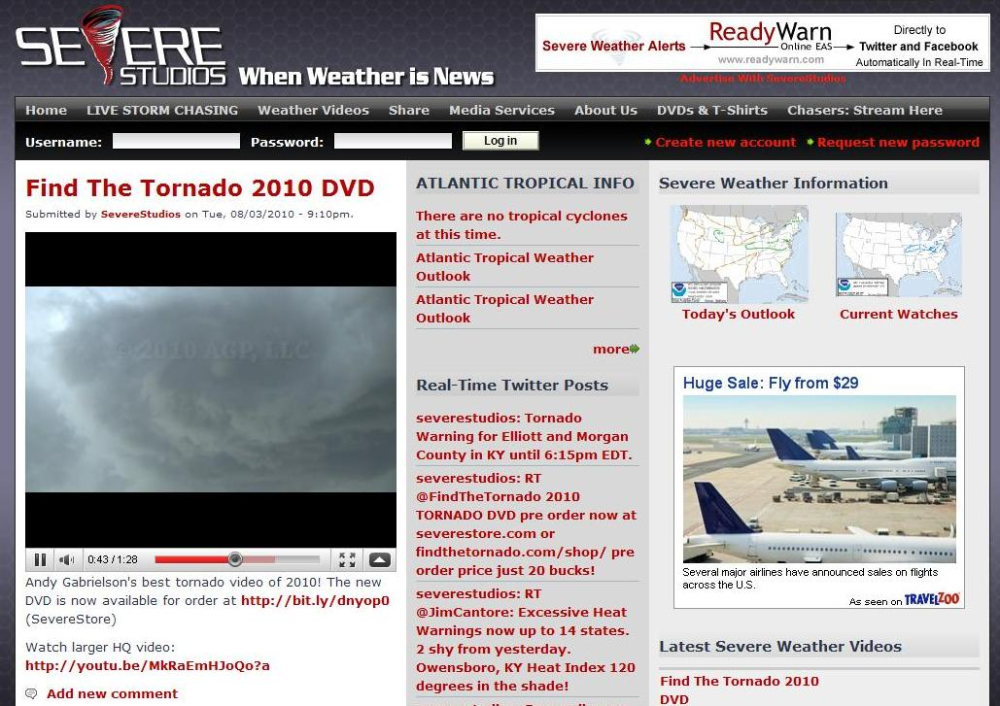 SEVERE
STUDIOS
When Weather is News
Severe Weather Alerts
ReadyWarn
Online EAS
www.readywarn.com
Directly to
Twitter and Facebook
Automatically In Real-Time
Advertise With SevereStudios
Home LIVE STORM CHASING Weather Videos Share Media Services About Us DVDs & T-Shirts Chasers: Stream Here
Username: Password: Log in Create new account Request new password
Find The Tornado 2010 DVD
Submitted by SevereStudios on Tue, 08/03/2010 - 9:10pm.
© 2010 AGP, LLC
0:43 / 1:28
Andy Gabrielson's best tornado video of 2010! The new
DVD is now available for order at http://bit.ly/dnyop0
(SevereStore)
Watch larger HQ video:
http://youtu.be/MkRaEmHJoQo?a
Add new comment
ATLANTIC TROPICAL INFO
There are no tropical cyclones
at this time.
Atlantic Tropical Weather
Outlook
Atlantic Tropical Weather
Outlook
more
Real-Time Twitter Posts
severestudios: Tornado
Warning for Elliott and Morgan
County in KY until 6:15pm EDT.
severestudios: RT
@FindTheTornado 2010
TORNADO DVD pre order now at
severestore.com or
findthetornado.com/shop/ pre
order price just 20 bucks!
severestudios: RT
@JimCantore: Excessive Heat
Warnings now up to 14 states.
2 shy from yesterday.
Owensboro, KY Heat Index 120
degrees in the shade!
Severe Weather Information
Today's Outlook
Current Watches
Huge Sale: Fly from $29
Several major airlines have announced sales on flights
across the U.S.
As seen on TRAVELZOO
Latest Severe Weather Videos
Find The Tornado 2010
DVD